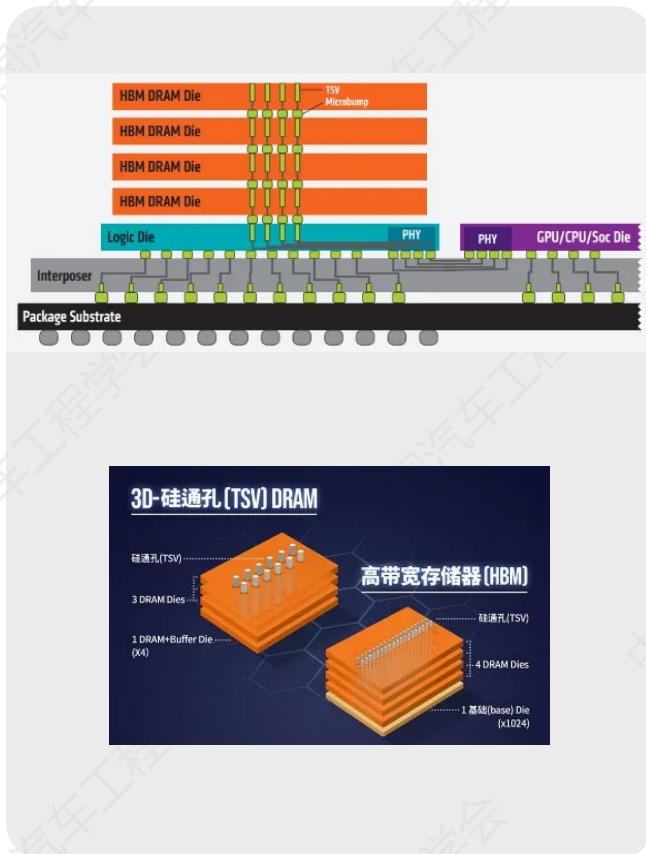 HBM DRAM Die
TSV
Microbump
HBM DRAM Die
HBM DRAM Die
HBM DRAM Die
Logic Die
PHY
PHY
GPU/CPU/Soc Die
Interposer
Package Substrate
3D-硅通孔(TSV) DRAM
硅通孔(TSV)
3 DRAM Dies
1 DRAM+Buffer Die
(X4)
高带宽存储器(HBM)
硅通孔(TSV)
4 DRAM Dies
1 基础(base) Die
(x1024)